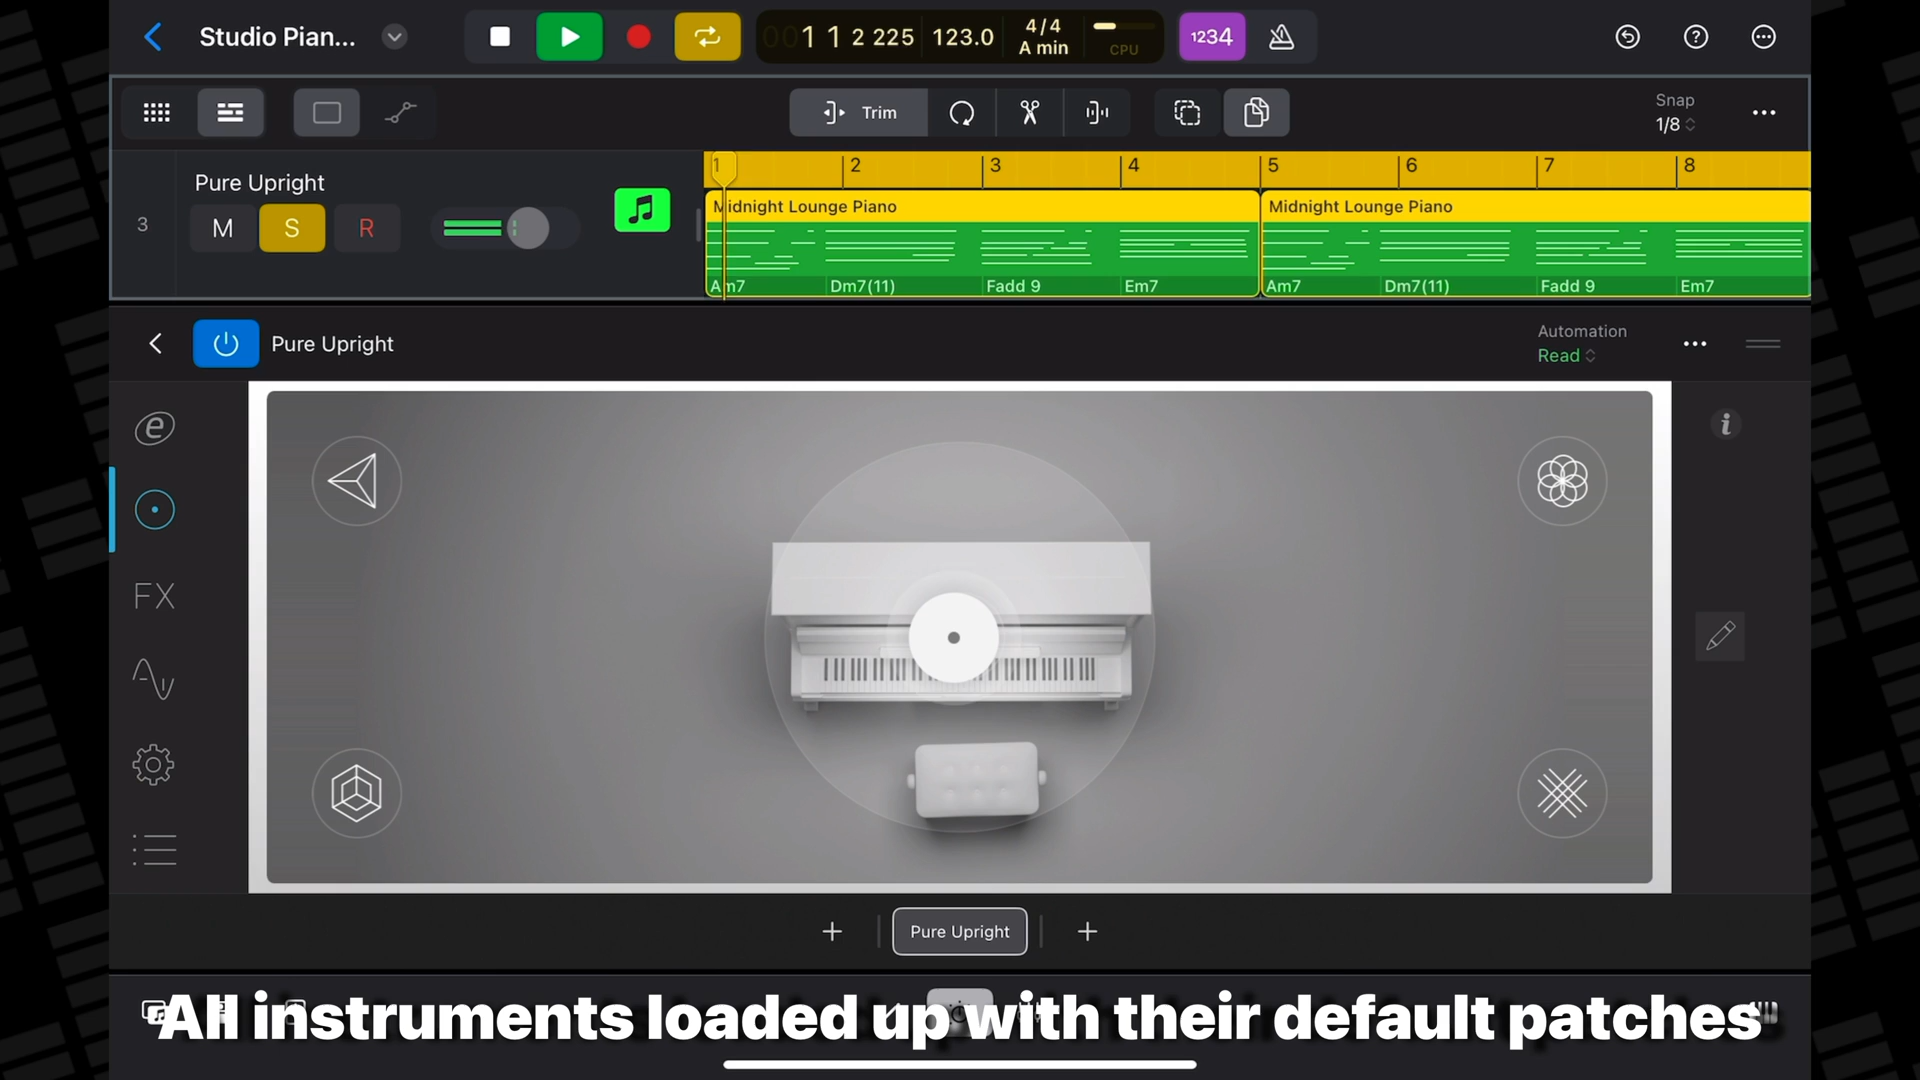 Studio Pian...
1 1 2 225
123.0
4/4
A min
CPU
1234
Trim
Snap
1/8
Pure Upright
3
M
S
R
1
2
3
4
5
6
7
8
Midnight Lounge Piano
Midnight Lounge Piano
Am7
Dm7(11)
Fadd 9
Em7
Am7
Dm7(11)
Fadd 9
Em7
Pure Upright
Automation
Read
e
i
FX
Pure Upright
All instruments loaded up with their default patches